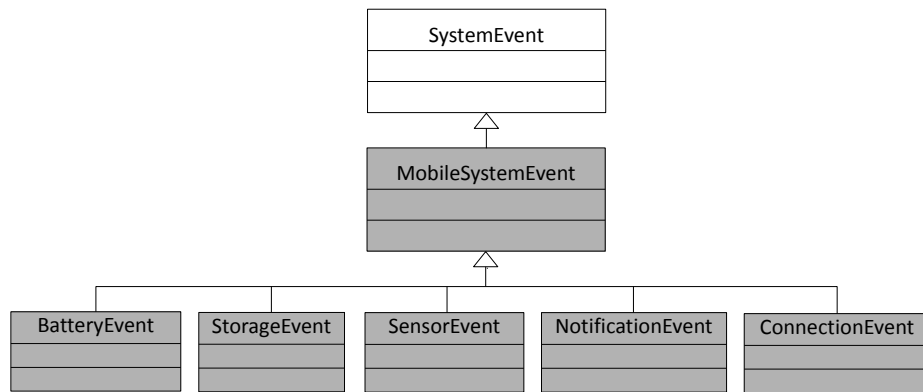 SystemEvent
MobileSystemEvent
BatteryEvent
StorageEvent
SensorEvent
NotificationEvent
ConnectionEvent